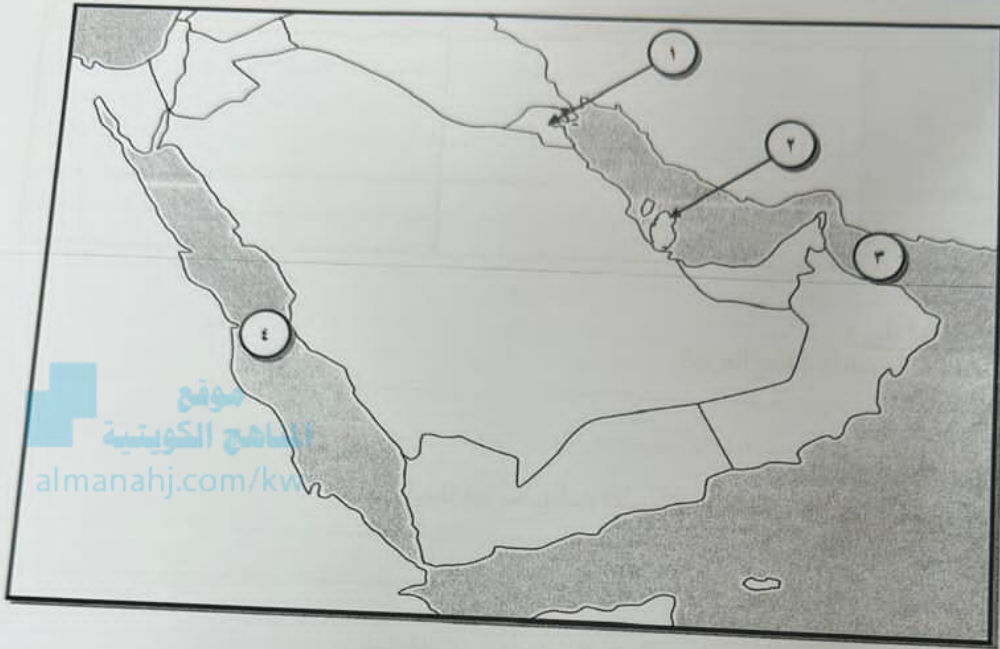 ١
٢
٣
٤
موقع
المناهج الكويتية
almanahj.com/kw